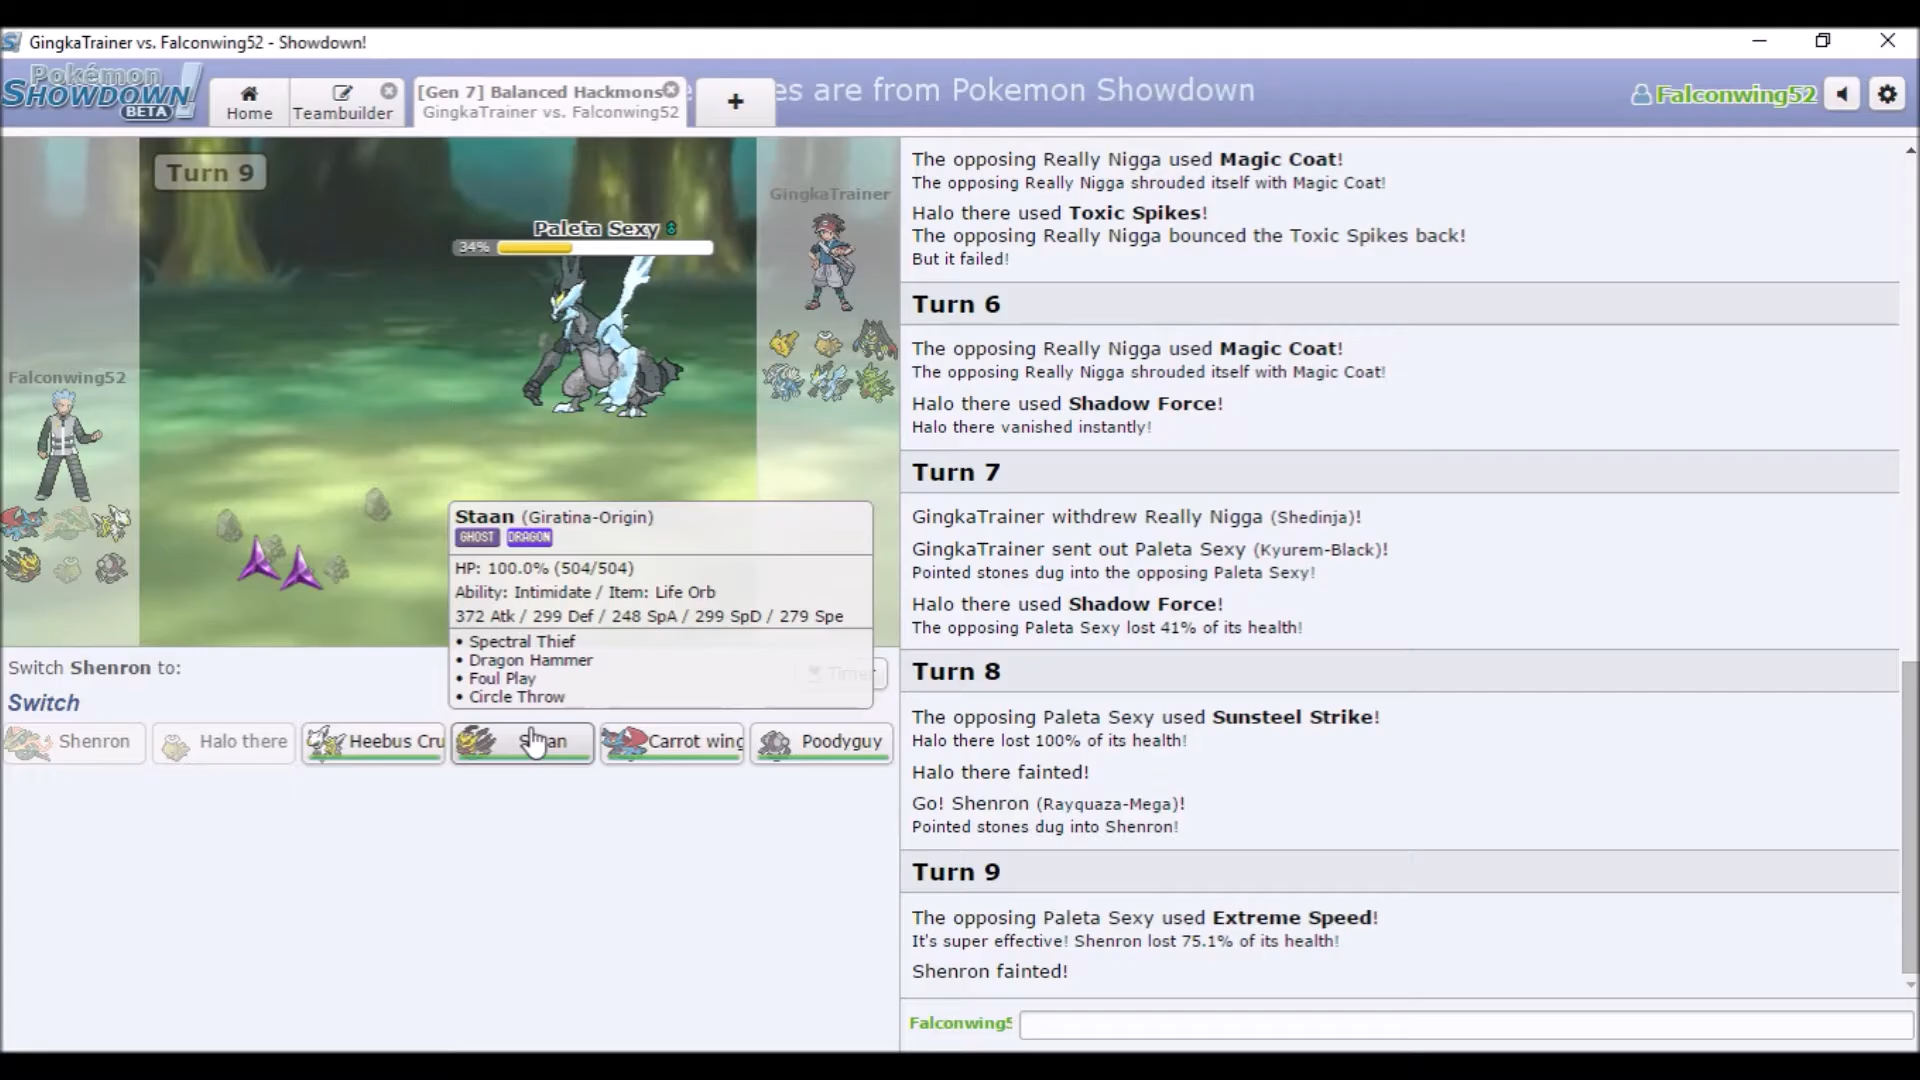 GingkaTrainer vs. Falconwing52 - Showdown!
Pokémon
SHOWDOWN!
BETA
Home
Teambuilder
[Gen 7] Balanced Hackmons
GingkaTrainer vs. Falconwing52
+
es are from Pokemon Showdown
Falconwing52
Turn 9
GingkaTrainer
Paleta Sexy
34%
Falconwing52
Staan (Giratina-Origin)
GHOST DRAGON
HP: 100.0% (504/504)
Ability: Intimidate / Item: Life Orb
372 Atk / 299 Def / 248 SpA / 299 SpD / 279 Spe
• Spectral Thief
• Dragon Hammer
• Foul Play
• Circle Throw
Switch Shenron to:
Timer
Switch
Shenron
Halo there
Heebus Cru
Carrot wing
Poodyguy
The opposing Really Nigga used Magic Coat!
The opposing Really Nigga shrouded itself with Magic Coat!
Halo there used Toxic Spikes!
The opposing Really Nigga bounced the Toxic Spikes back!
But it failed!
Turn 6
The opposing Really Nigga used Magic Coat!
The opposing Really Nigga shrouded itself with Magic Coat!
Halo there used Shadow Force!
Halo there vanished instantly!
Turn 7
GingkaTrainer withdrew Really Nigga (Shedinja)!
GingkaTrainer sent out Paleta Sexy (Kyurem-Black)!
Pointed stones dug into the opposing Paleta Sexy!
Halo there used Shadow Force!
The opposing Paleta Sexy lost 41% of its health!
Turn 8
The opposing Paleta Sexy used Sunsteel Strike!
Halo there lost 100% of its health!
Halo there fainted!
Go! Shenron (Rayquaza-Mega)!
Pointed stones dug into Shenron!
Turn 9
The opposing Paleta Sexy used Extreme Speed!
It's super effective! Shenron lost 75.1% of its health!
Shenron fainted!
Falconwing5